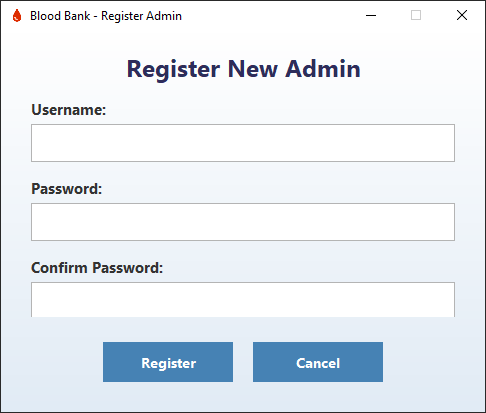 Blood Bank - Register Admin
Register New Admin
Username:
Password:
Confirm Password:
Register
Cancel